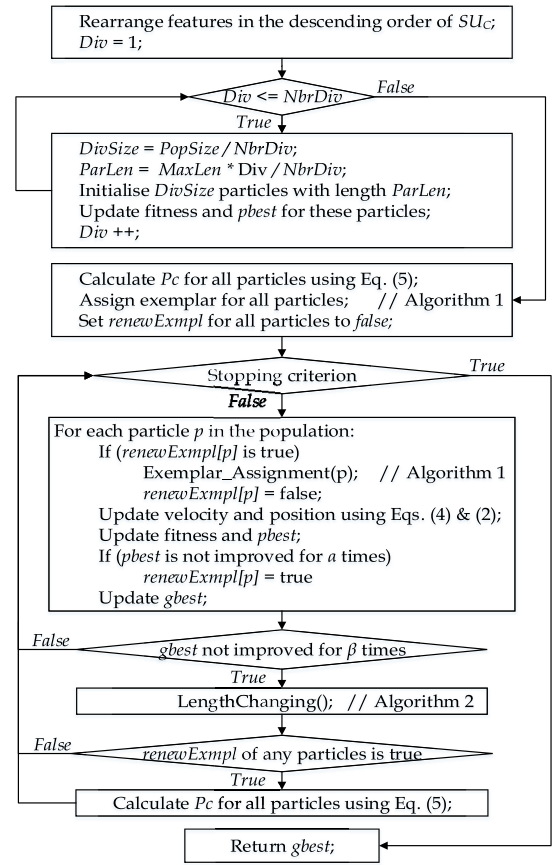 Rearrange features in the descending order of SU_C;
Div = 1;
Div <= NbrDiv
False
True
DivSize = PopSize / NbrDiv;
ParLen = MaxLen * Div / NbrDiv;
Initialise DivSize particles with length ParLen;
Update fitness and pbest for these particles;
Div ++;
Calculate Pc for all particles using Eq. (5);
Assign exemplar for all particles; // Algorithm 1
Set renewExmpl for all particles to false;
Stopping criterion
True
False
For each particle p in the population:
If (renewExmpl[p] is true)
Exemplar_Assignment(p); // Algorithm 1
renewExmpl[p] = false;
Update velocity and position using Eqs. (4) & (2);
Update fitness and pbest;
If (pbest is not improved for a times)
renewExmpl[p] = true
Update gbest;
False
gbest not improved for β times
True
LengthChanging(); // Algorithm 2
False
renewExmpl of any particles is true
True
Calculate Pc for all particles using Eq. (5);
Return gbest;